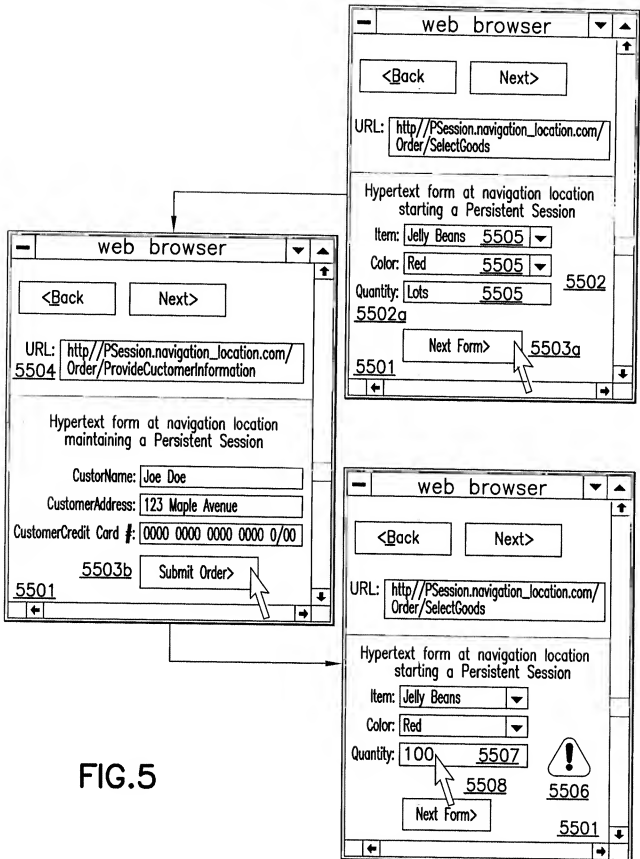 web browser
<Back
Next>
URL: http//PSession.navigation_location.com/
Order/SelectGoods
Hypertext form at navigation location
starting a Persistent Session
Item: Jelly Beans 5505
Color: Red 5505
Quantity: Lots 5505
5502
5502a
Next Form>
5503a
5501
web browser
<Back
Next>
URL: http//PSession.navigation_location.com/
5504 Order/ProvideCuctomerInformation
Hypertext form at navigation location
maintaining a Persistent Session
CustorName: Joe Doe
CustomerAddress: 123 Maple Avenue
CustomerCredit Card #: 0000 0000 0000 0000 0/00
5503b
Submit Order>
5501
web browser
<Back
Next>
URL: http//PSession.navigation_location.com/
Order/SelectGoods
Hypertext form at navigation location
starting a Persistent Session
Item: Jelly Beans
Color: Red
Quantity: 100 5507
!
5508
5506
Next Form>
5501
FIG.5